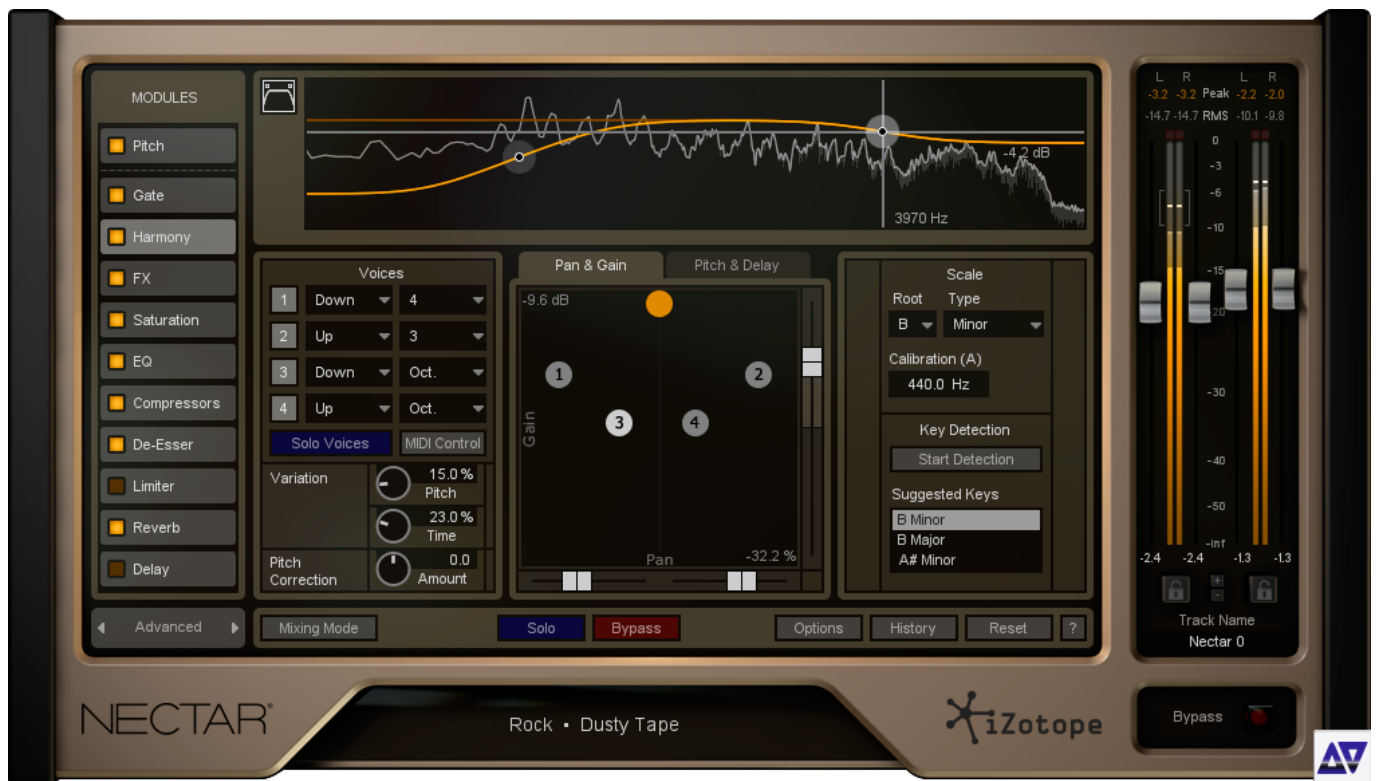 MODULES
Pitch
Gate
Harmony
FX
Saturation
EQ
Compressors
De-Esser
Limiter
Reverb
Delay
Advanced
-4.2 dB
3970 Hz
Voices
1 Down 4
2 Up 3
3 Down Oct.
4 Up Oct.
Solo Voices MIDI Control
Variation 15.0 %
Pitch
23.0 %
Time
Pitch Correction 0.0
Amount
Pan & Gain Pitch & Delay
-9.6 dB
1 2
3 4
Gain
Pan -32.2 %
Scale
Root Type
B Minor
Calibration (A)
440.0 Hz
Key Detection
Start Detection
Suggested Keys
B Minor
B Major
A# Minor
Mixing Mode Solo Bypass Options History Reset ?
L R L R
-3.2 -3.2 Peak -2.2 -2.0
-14.7 -14.7 RMS -10.1 -9.8
0
-3
-6
-10
-15
-20
-30
-40
-50
-Inf
-2.4 -2.4 -1.3 -1.3
+
-
Track Name
Nectar 0
NECTAR®
Rock • Dusty Tape
iZotope
Bypass